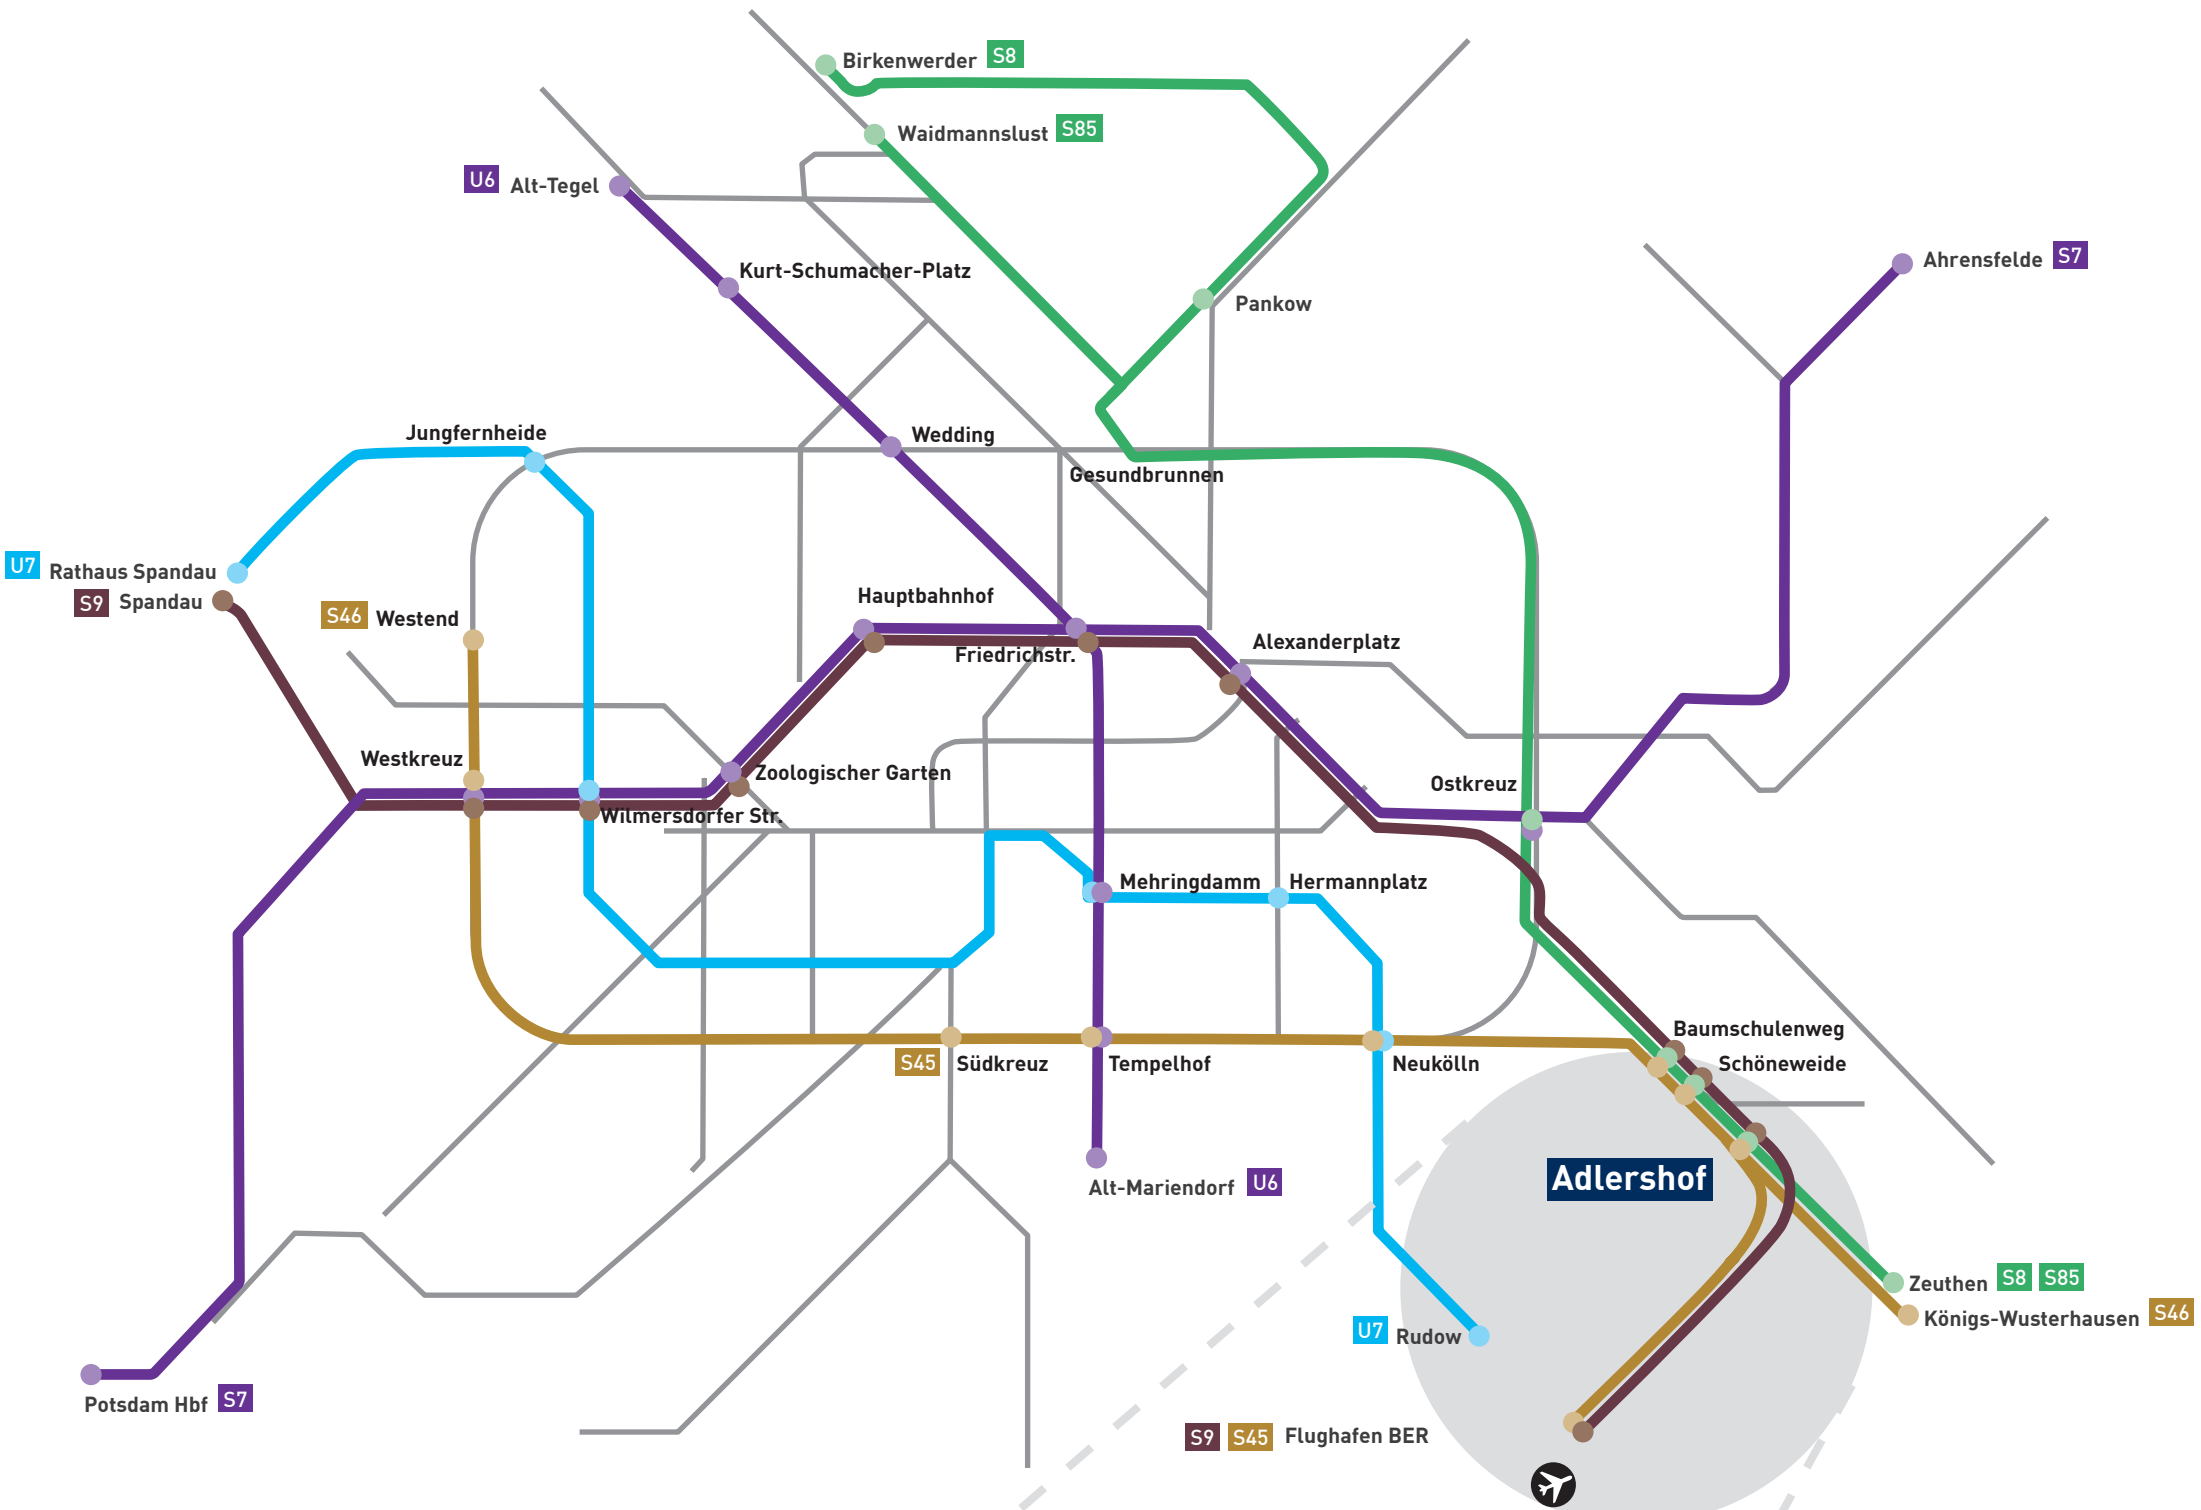 Birkenwerder S8
Waidmannslust S85
U6 Alt-Tegel
Kurt-Schumacher-Platz
Ahrensfelde S7
Pankow
Jungfernheide
Wedding
Gesundbrunnen
U7 Rathaus Spandau
S9 Spandau
S46 Westend
Hauptbahnhof
Friedrichstr.
Alexanderplatz
Westkreuz
Zoologischer Garten
Ostkreuz
Wilmersdorfer Str.
Mehringdamm
Hermannplatz
Baumschulenweg
S45 Südkreuz
Tempelhof
Neukölln
Schöneweide
Adlershof
Alt-Mariendorf U6
Zeuthen S8 S85
Königs-Wusterhausen S46
U7 Rudow
Potsdam Hbf S7
S9 S45 Flughafen BER